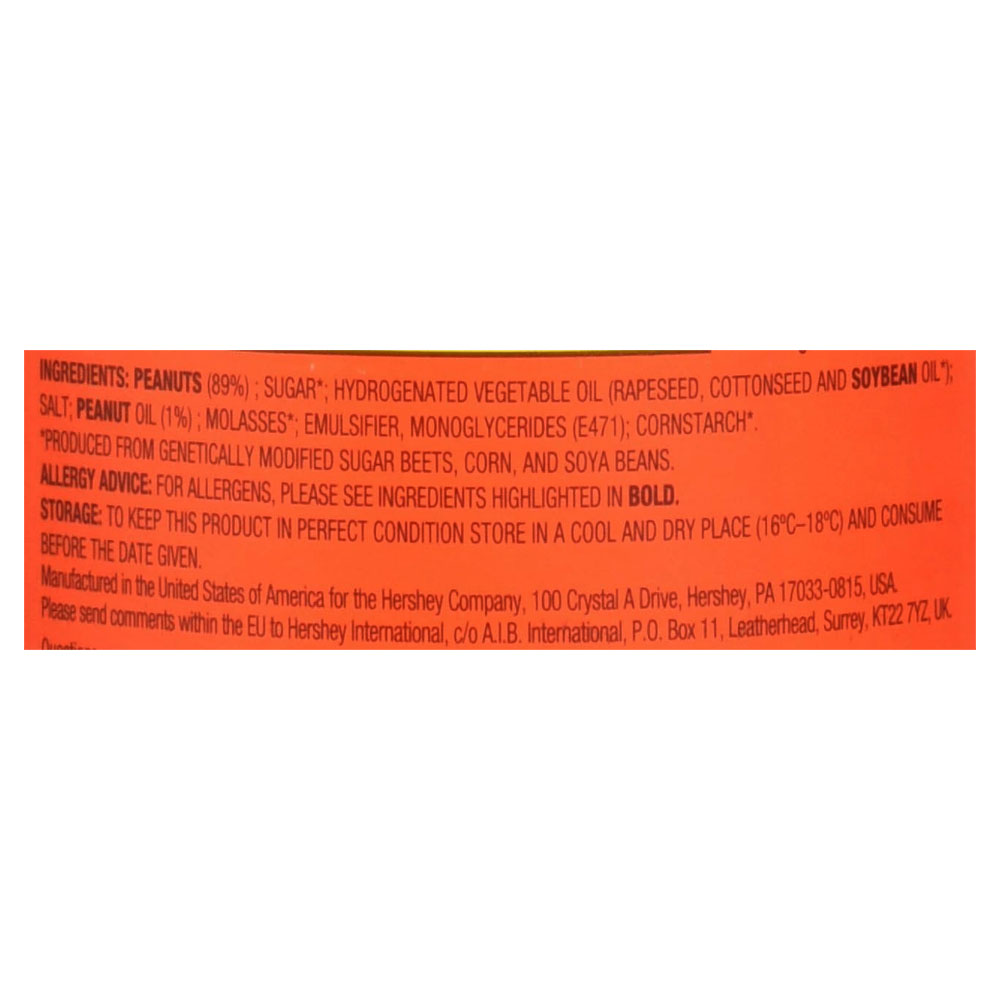 INGREDIENTS: PEANUTS (89%) ; SUGAR*; HYDROGENATED VEGETABLE OIL (RAPESEED, COTTONSEED AND SOYBEAN OIL*);
SALT; PEANUT OIL (1%) ; MOLASSES*; EMULSIFIER, MONOGLYCERIDES (E471); CORNSTARCH*.
*PRODUCED FROM GENETICALLY MODIFIED SUGAR BEETS, CORN, AND SOYA BEANS.
ALLERGY ADVICE: FOR ALLERGENS, PLEASE SEE INGREDIENTS HIGHLIGHTED IN BOLD.
STORAGE: TO KEEP THIS PRODUCT IN PERFECT CONDITION STORE IN A COOL AND DRY PLACE (16ºC–18ºC) AND CONSUME
BEFORE THE DATE GIVEN.
Manufactured in the United States of America for the Hershey Company, 100 Crystal A Drive, Hershey, PA 17033-0815, USA.
Please send comments within the EU to Hershey International, c/o A.I.B. International, P.O. Box 11, Leatherhead, Surrey, KT22 7YZ, UK.